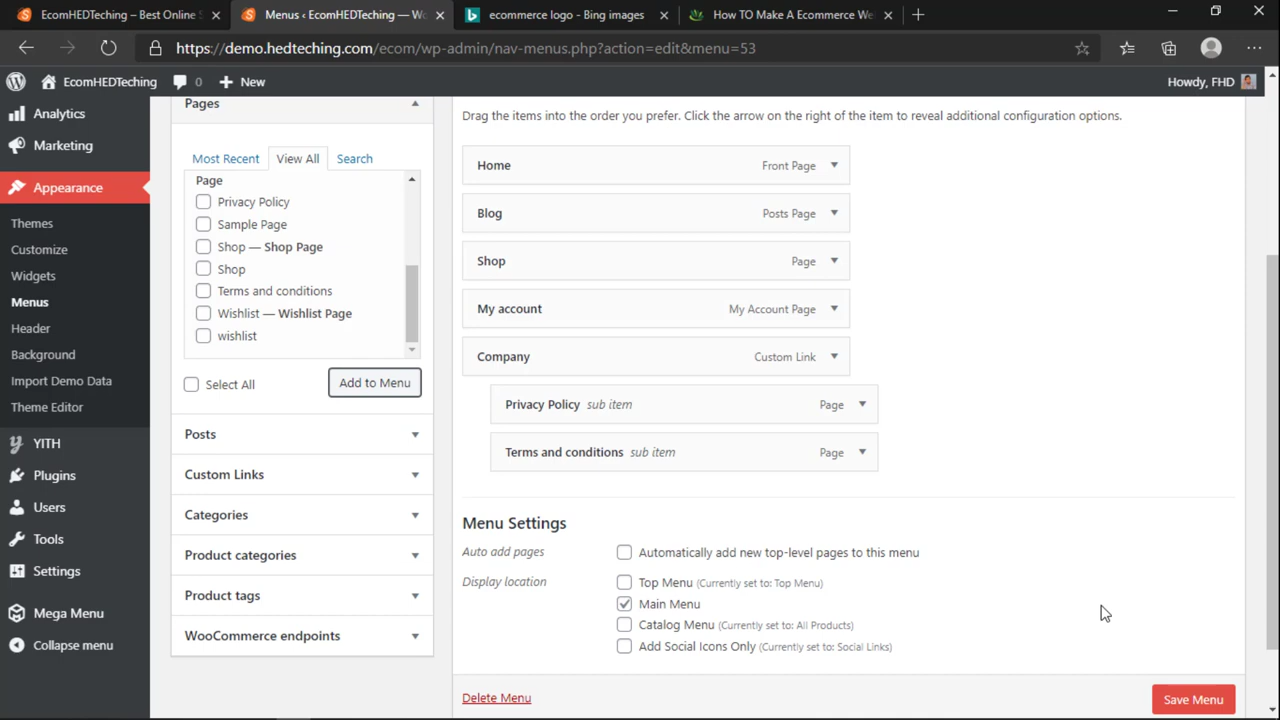 EcomHEDTeching – Best Online S
Menus ‹ EcomHEDTeching — Wo
ecommerce logo - Bing images
How TO Make A Ecommerce We
https://demo.hedteching.com/ecom/wp-admin/nav-menus.php?action=edit&menu=53
EcomHEDTeching
0
New
Howdy, FHD
Analytics
Marketing
Appearance
Themes
Customize
Widgets
Menus
Header
Background
Import Demo Data
Theme Editor
YITH
Plugins
Users
Tools
Settings
Mega Menu
Collapse menu
Pages
Most Recent
View All
Search
Page
Privacy Policy
Sample Page
Shop — Shop Page
Shop
Terms and conditions
Wishlist — Wishlist Page
wishlist
Select All
Add to Menu
Posts
Custom Links
Categories
Product categories
Product tags
WooCommerce endpoints
Drag the items into the order you prefer. Click the arrow on the right of the item to reveal additional configuration options.
Home Front Page
Blog Posts Page
Shop Page
My account My Account Page
Company Custom Link
Privacy Policy sub item Page
Terms and conditions sub item Page
Menu Settings
Auto add pages Automatically add new top-level pages to this menu
Display location Top Menu (Currently set to: Top Menu)
Main Menu
Catalog Menu (Currently set to: All Products)
Add Social Icons Only (Currently set to: Social Links)
Delete Menu
Save Menu